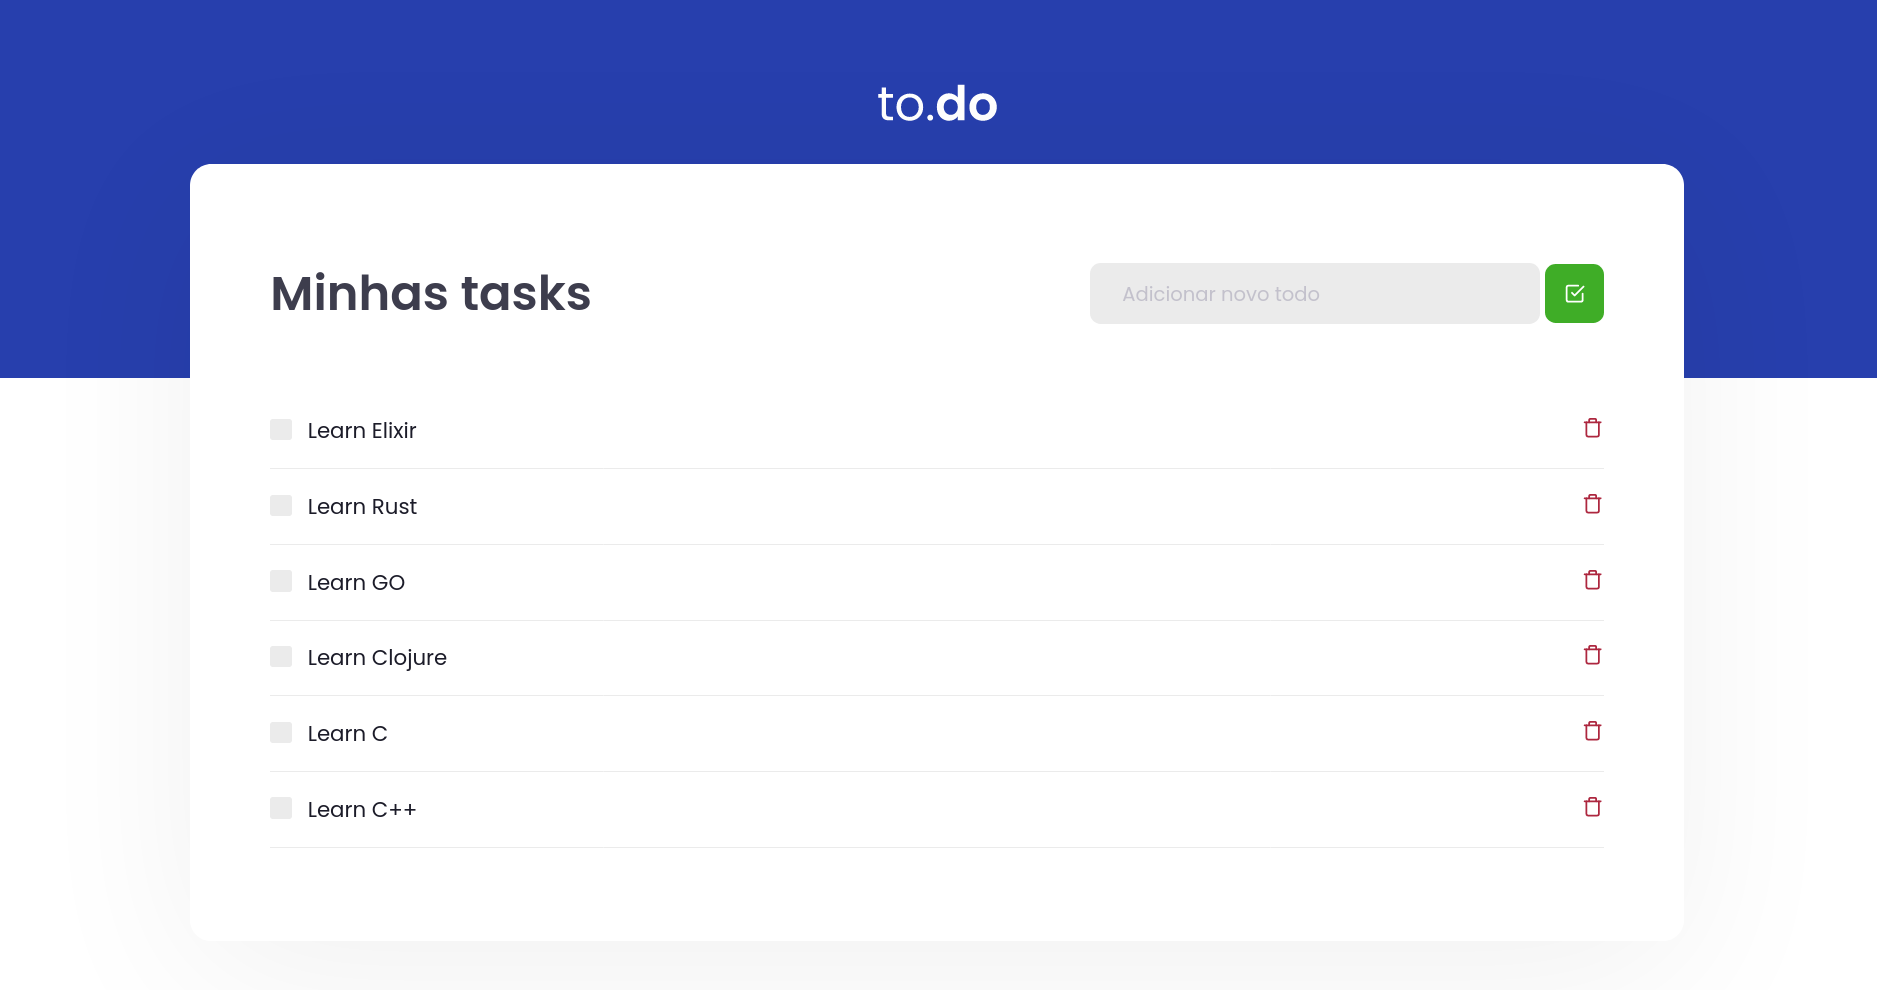 to.do
Minhas tasks
Adicionar novo todo
Learn Elixir
Learn Rust
Learn GO
Learn Clojure
Learn C
Learn C++